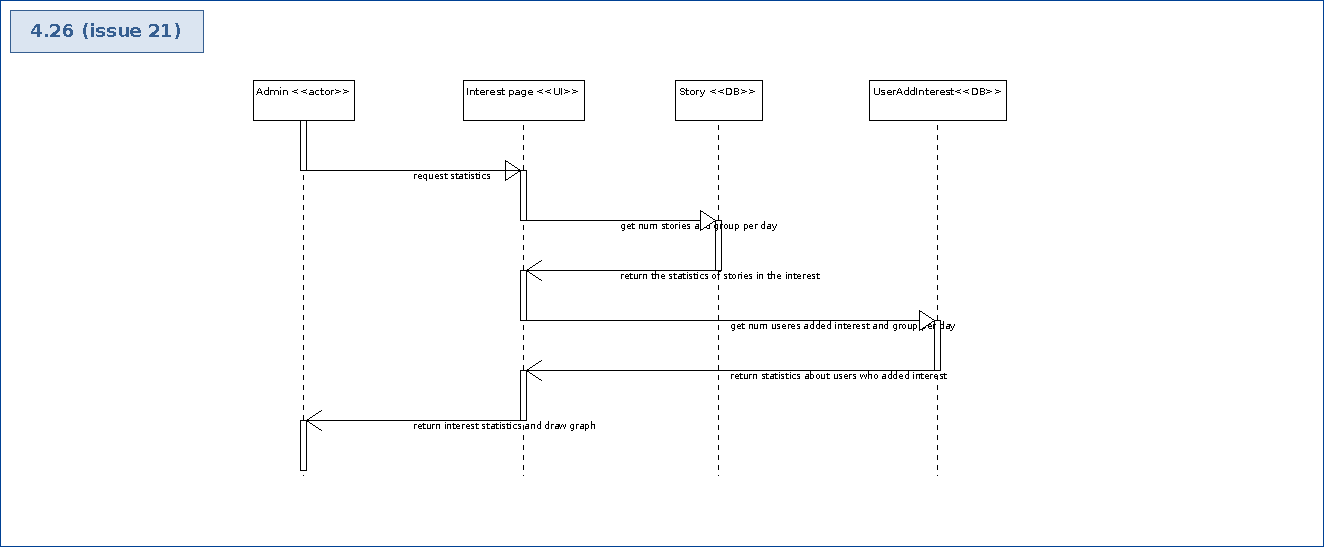 4.26 (issue 21)
Admin <<actor>>
Interest page <<UI>>
Story <<DB>>
UserAddInterest<<DB>>
request statistics
get num stories and group per day
return the statistics of stories in the interest
get num useres added interest and group per day
return statistics about users who added interest
return interest statistics and draw graph